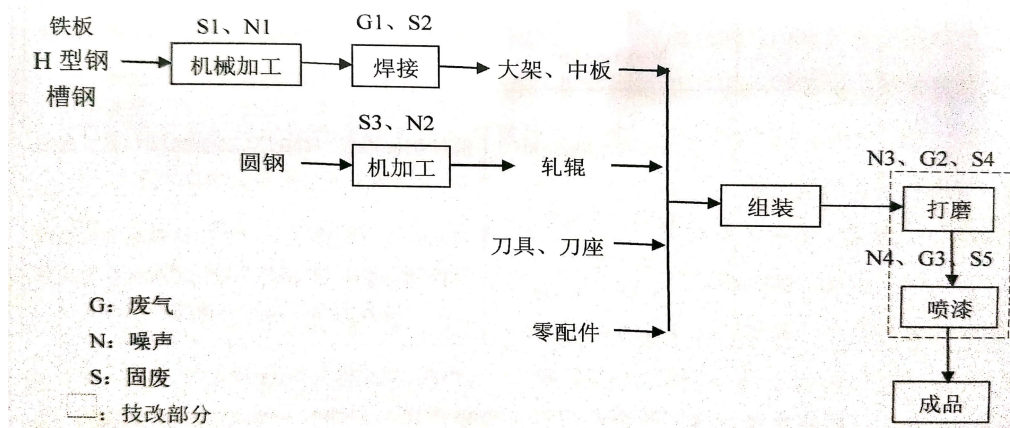 铁板
H 型钢
槽钢
S1、N1
机械加工
G1、S2
焊接
大架、中板
圆钢
S3、N2
机加工
轧辊
刀具、刀座
零配件
组装
N3、G2、S4
打磨
N4、G3、S5
喷漆
成品
G：废气
N：噪声
S：固废
：技改部分